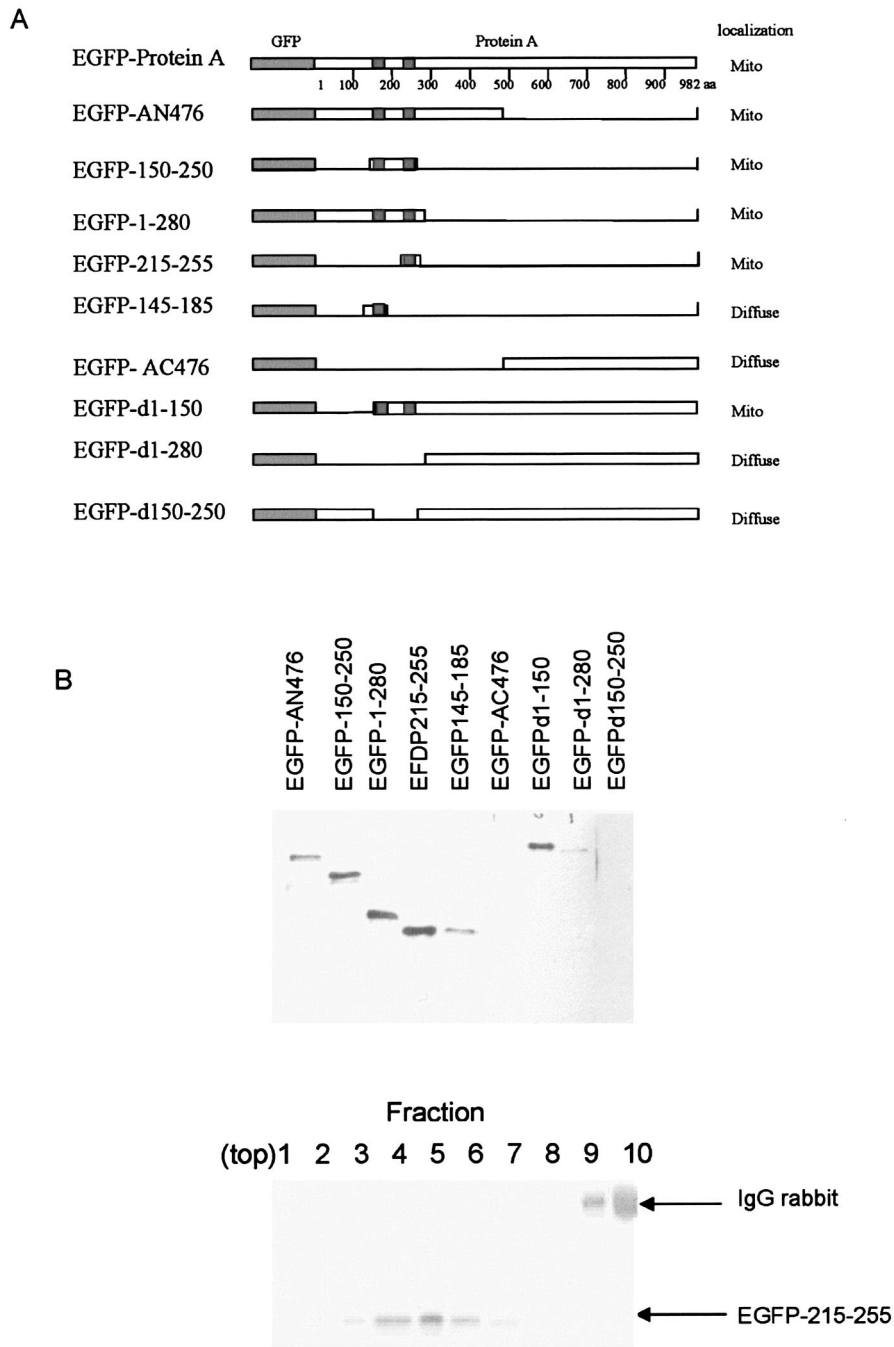 A
GFP Protein A localization
EGFP-Protein A Mito
1 100 200 300 400 500 600 700 800 900 982 aa
EGFP-AN476 Mito
EGFP-150-250 Mito
EGFP-1-280 Mito
EGFP-215-255 Mito
EGFP-145-185 Diffuse
EGFP- AC476 Diffuse
EGFP-d1-150 Mito
EGFP-d1-280 Diffuse
EGFP-d150-250 Diffuse
B
EGFP-AN476
EGFP-150-250
EGFP-1-280
EFDP215-255
EGFP145-185
EGFP-AC476
EGFPd1-150
EGFP-d1-280
EGFPd150-250
Fraction
(top)1 2 3 4 5 6 7 8 9 10
IgG rabbit
EGFP-215-255